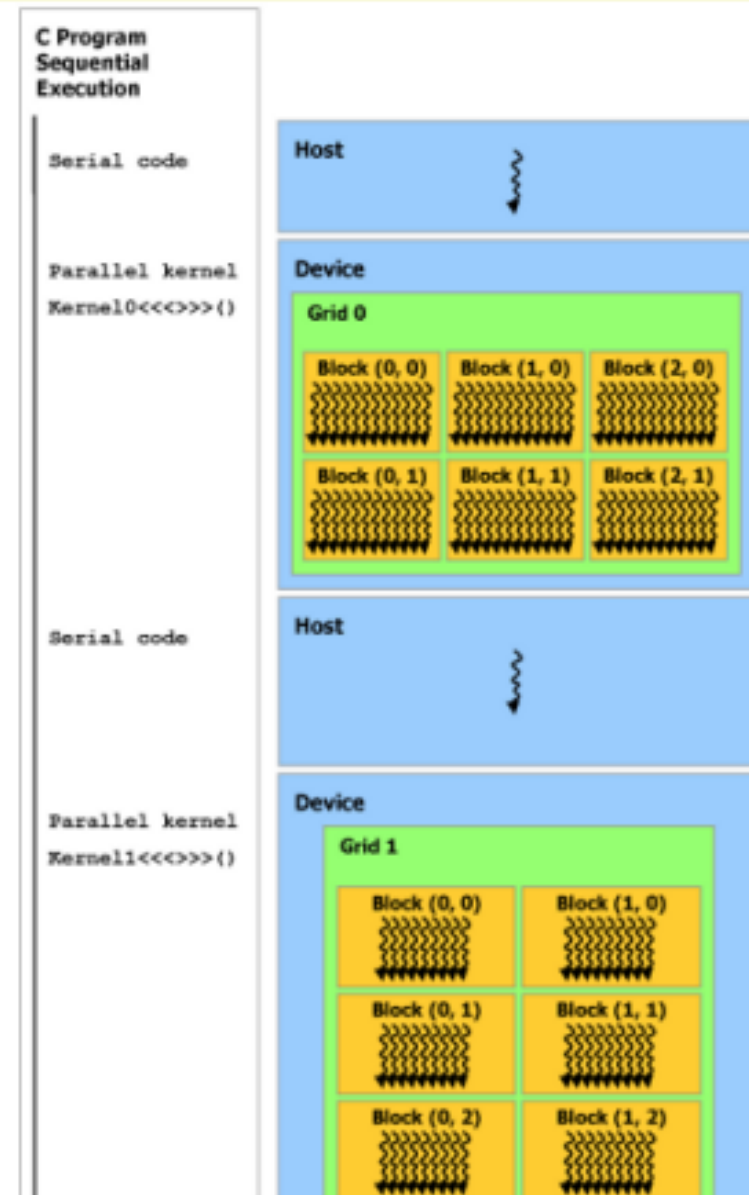 C Program
Sequential
Execution
Serial code
Host
Parallel kernel
Kernel0<<<>>>()
Device
Grid 0
Block (0, 0) Block (1, 0) Block (2, 0)
Block (0, 1) Block (1, 1) Block (2, 1)
Serial code
Host
Parallel kernel
Kernel1<<<>>>()
Device
Grid 1
Block (0, 0) Block (1, 0)
Block (0, 1) Block (1, 1)
Block (0, 2) Block (1, 2)